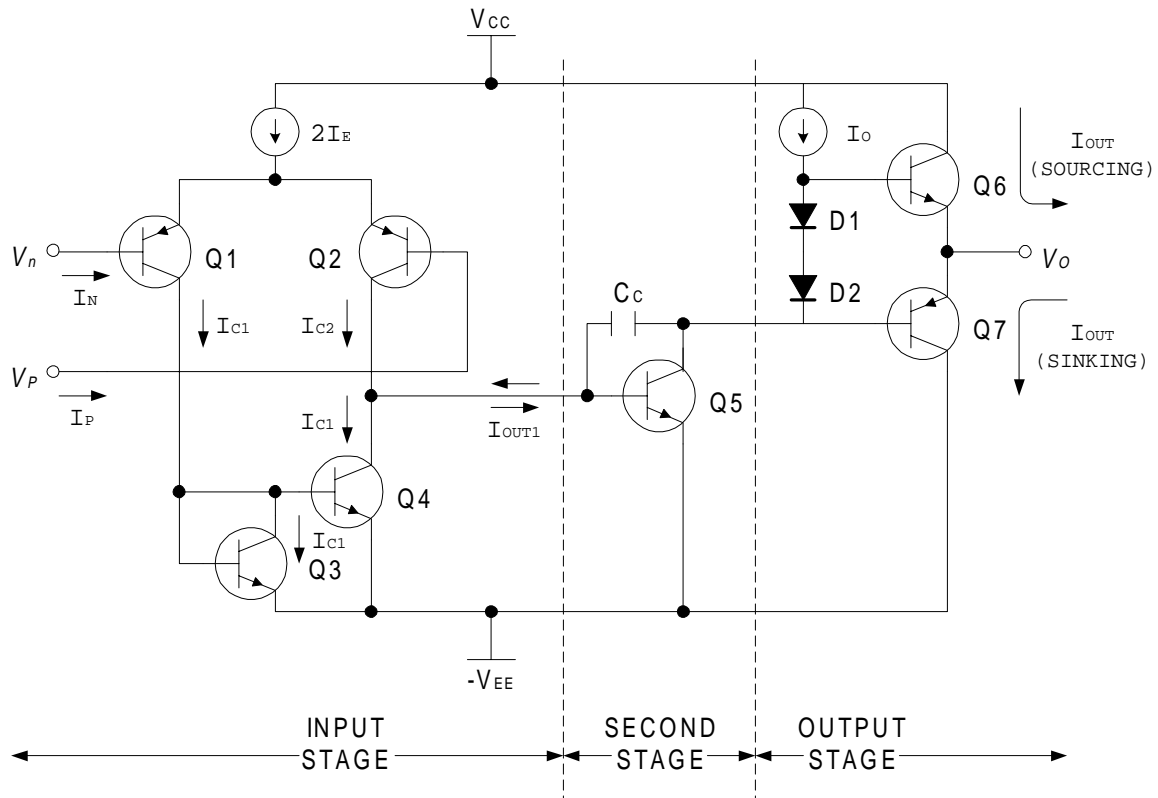 VCC
2IE
IO
IOUT
(SOURCING)
Q6
D1
Vn
Q1
Q2
VO
IN
D2
CC
IC1
IC2
Q7
IOUT
(SINKING)
VP
IP
Q5
IC1
IOUT1
Q4
IC1
Q3
-VEE
INPUT
STAGE
SECOND
STAGE
OUTPUT
STAGE